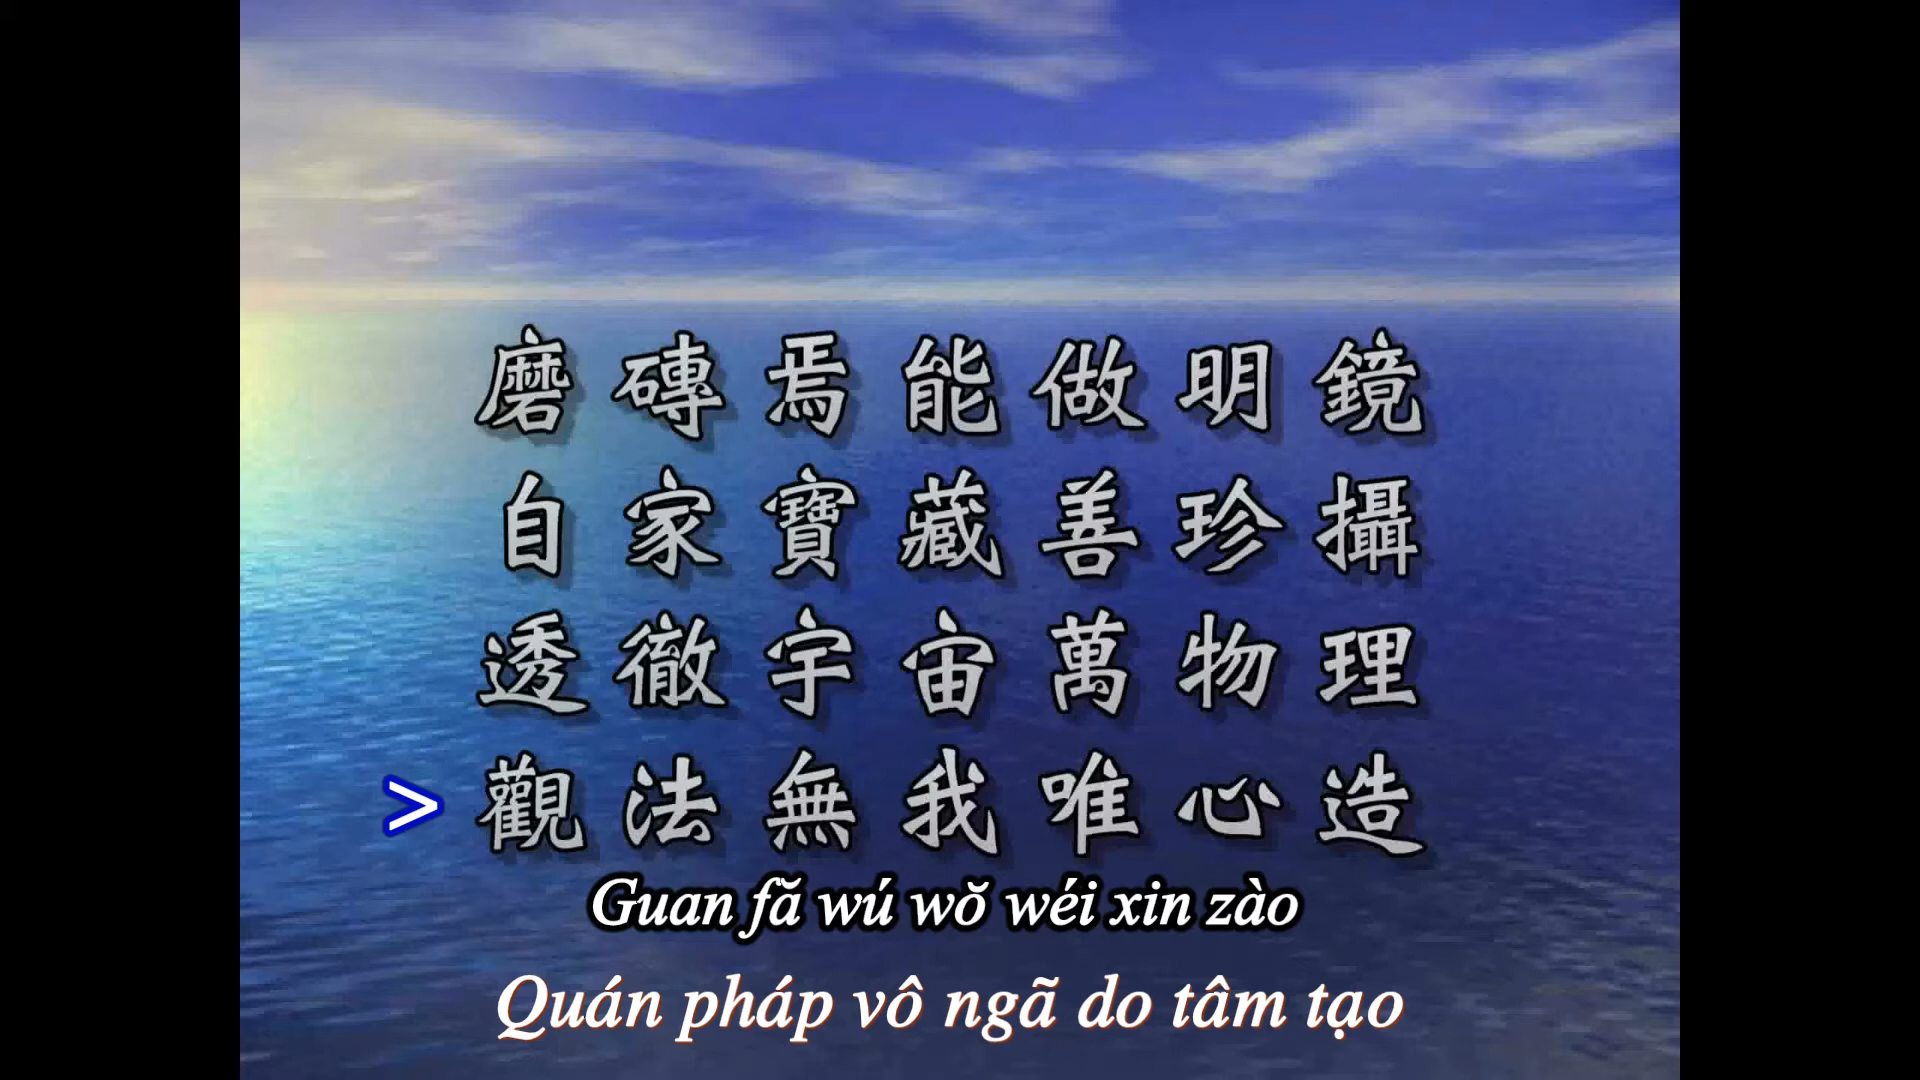 磨磚焉能做明鏡
自家寶藏善珍攝
透徹宇宙萬物理
> 觀法無我唯心造
Guan fă wú wŏ wéi xin zào
Quán pháp vô ngã do tâm tạo